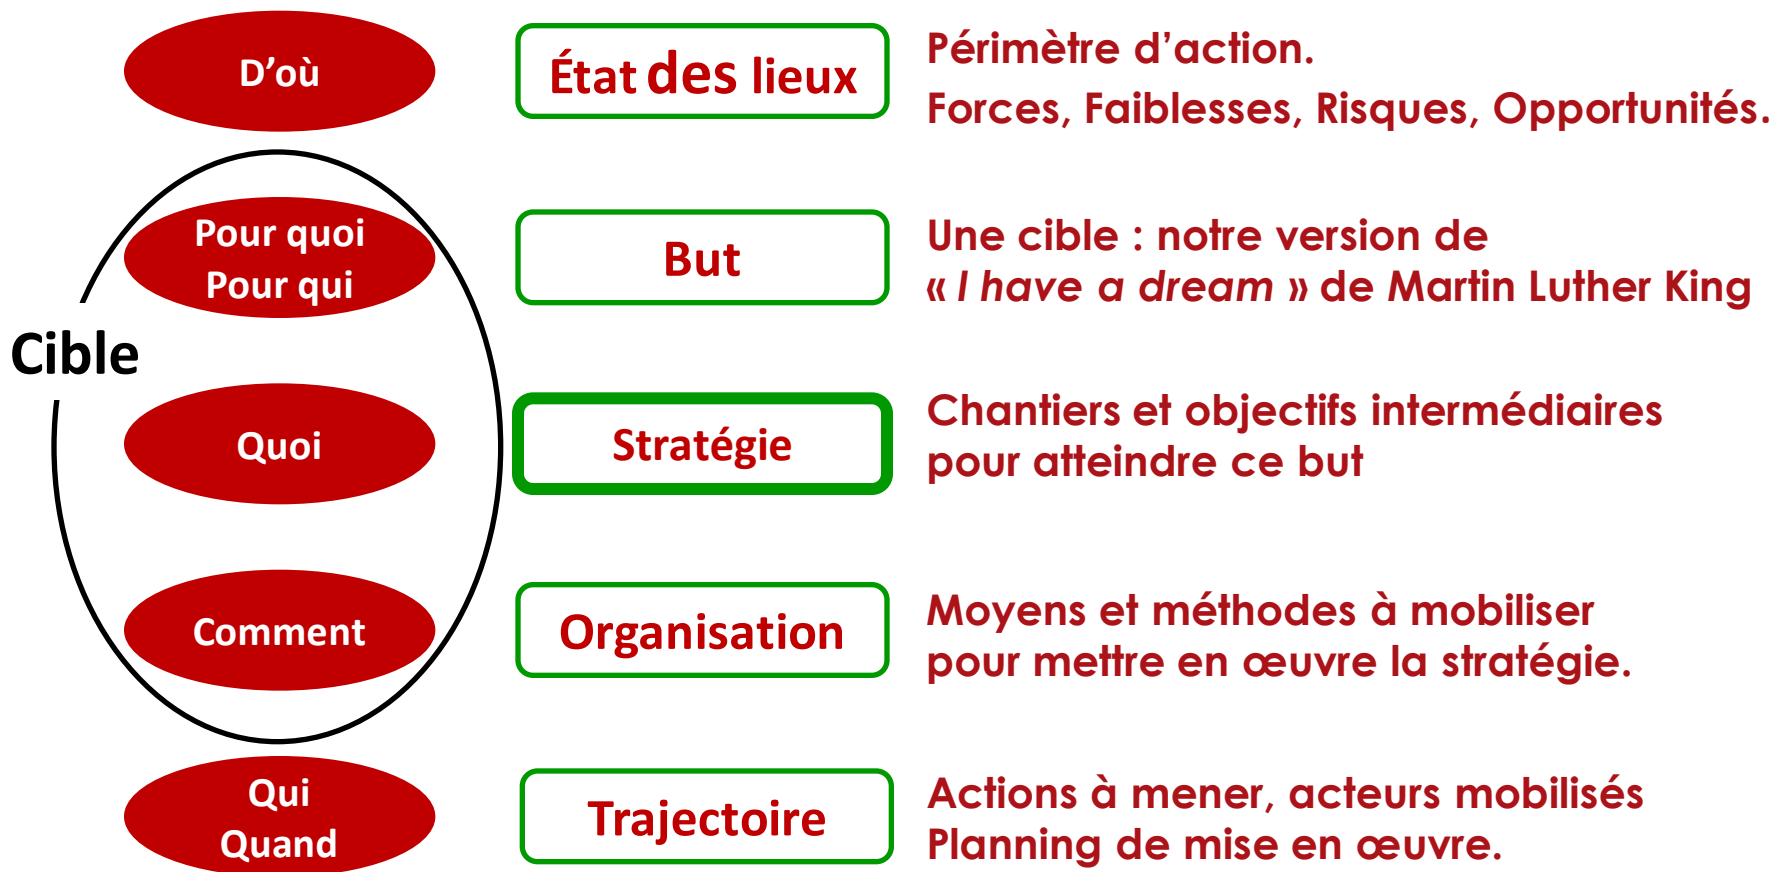 D’où
État des lieux
Périmètre d’action.
Forces, Faiblesses, Risques, Opportunités.
Pour quoi
Pour qui
But
Une cible : notre version de
« I have a dream » de Martin Luther King
Cible
Quoi
Stratégie
Chantiers et objectifs intermédiaires
pour atteindre ce but
Comment
Organisation
Moyens et méthodes à mobiliser
pour mettre en œuvre la stratégie.
Qui
Quand
Trajectoire
Actions à mener, acteurs mobilisés
Planning de mise en œuvre.